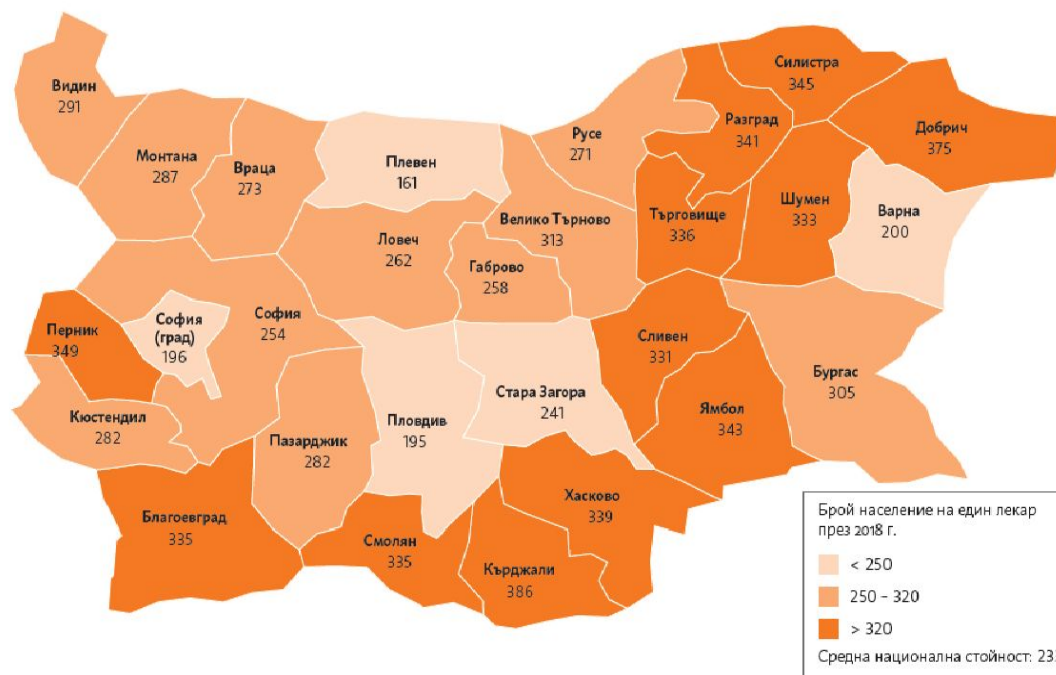 Видин
291
Монтана
287
Враца
273
Плевен
161
Ловеч
262
Велико Търново
313
Габрово
258
Русе
271
Разград
341
Силистра
345
Добрич
375
Търговище
336
Шумен
333
Варна
200
Перник
349
София
(град)
196
София
254
Кюстендил
282
Пазарджик
282
Пловдив
195
Стара Загора
241
Сливен
331
Ямбол
343
Бургас
305
Благоевград
335
Смолян
335
Кърджали
386
Хасково
339
Брой население на един лекар
през 2018 г.
< 250
250 – 320
> 320
Средна национална стойност: